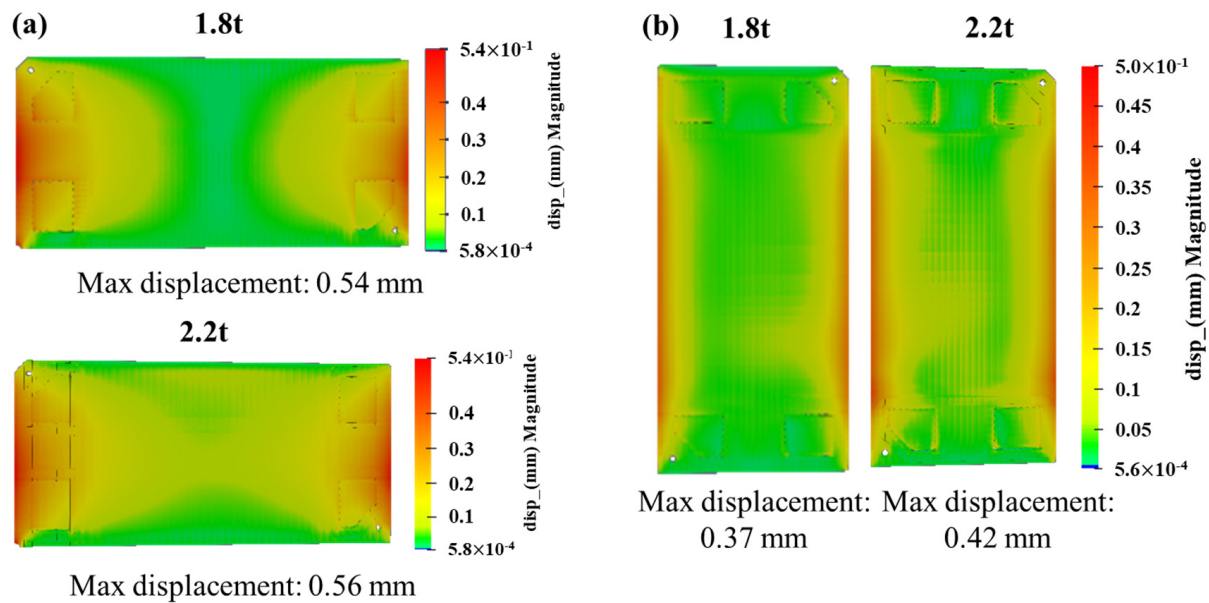 (a)
1.8t
5.4×10⁻¹
0.4
0.3
0.2
0.1
5.8×10⁻⁴
disp_(mm) Magnitude
Max displacement: 0.54 mm
2.2t
5.4×10⁻¹
0.4
0.3
0.2
0.1
5.8×10⁻⁴
disp_(mm) Magnitude
Max displacement: 0.56 mm
(b)
1.8t
2.2t
5.0×10⁻¹
0.45
0.4
0.35
0.3
0.25
0.2
0.15
0.1
0.05
5.6×10⁻⁴
disp_(mm) Magnitude
Max displacement:
0.37 mm
Max displacement:
0.42 mm